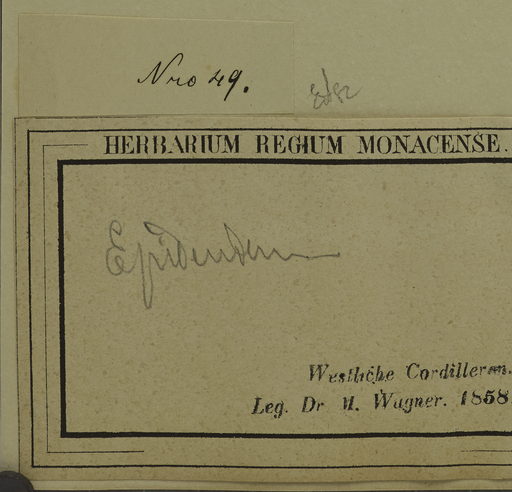 Nro 49.
HERBARIUM REGIUM MONACENSE.
Epidendrum
Westliche Cordilleren.
Leg. Dr M. Wagner. 1858.